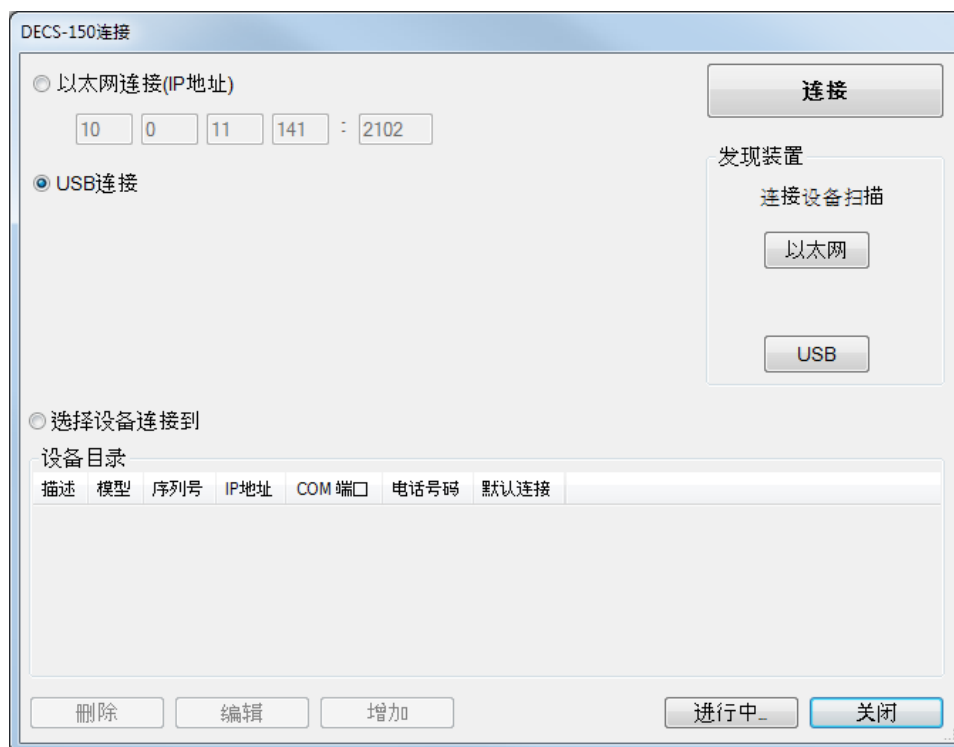 DECS-150连接
以太网连接(IP地址)
连接
10 0 11 141 : 2102
发现装置
USB连接
连接设备扫描
以太网
USB
选择设备连接到
设备目录
描述 模型 序列号 IP地址 COM 端口 电话号码 默认连接
删除 编辑 增加 进行中... 关闭